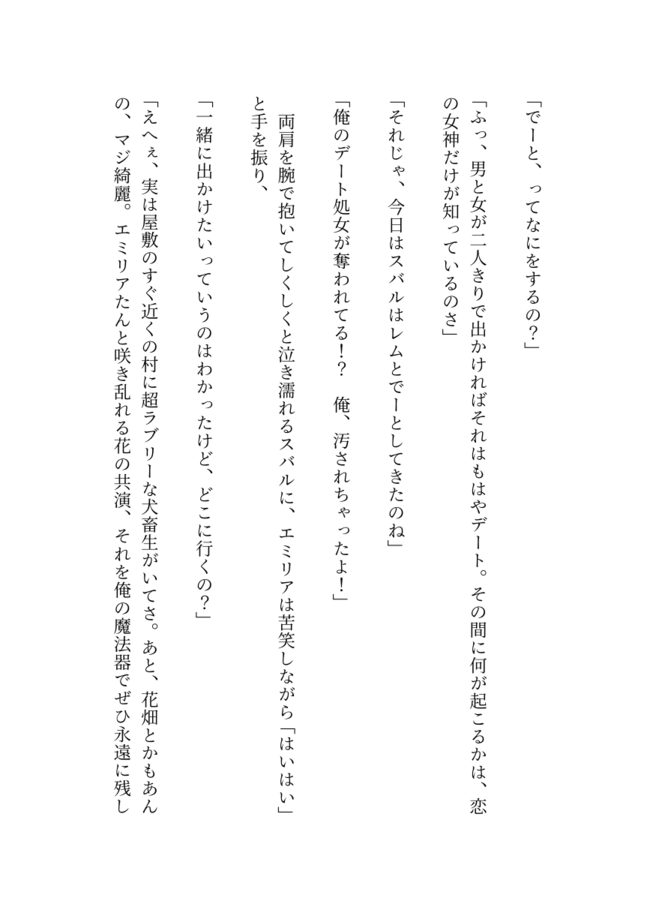 「でーと、ってなにをするの？」
「ふっ、男と女が二人きりで出かければそれはもはやデート。その間に何が起こるかは、恋
の女神だけが知っているのさ」
「それじゃ、今日はスバルはレムとでーとしてきたのね」
「俺のデート処女が奪われてる！？　俺、汚されちゃったよ！」
　両肩を腕で抱いてしくしくと泣き濡れるスバルに、エミリアは苦笑しながら「はいはい」
と手を振り、
「一緒に出かけたいっていうのはわかったけど、どこに行くの？」
「えへぇ、実は屋敷のすぐ近くの村に超ラブリーな犬畜生がいてさ。あと、花畑とかもあん
の、マジ綺麗。エミリアたんと咲き乱れる花の共演、それを俺の魔法器でぜひ永遠に残し